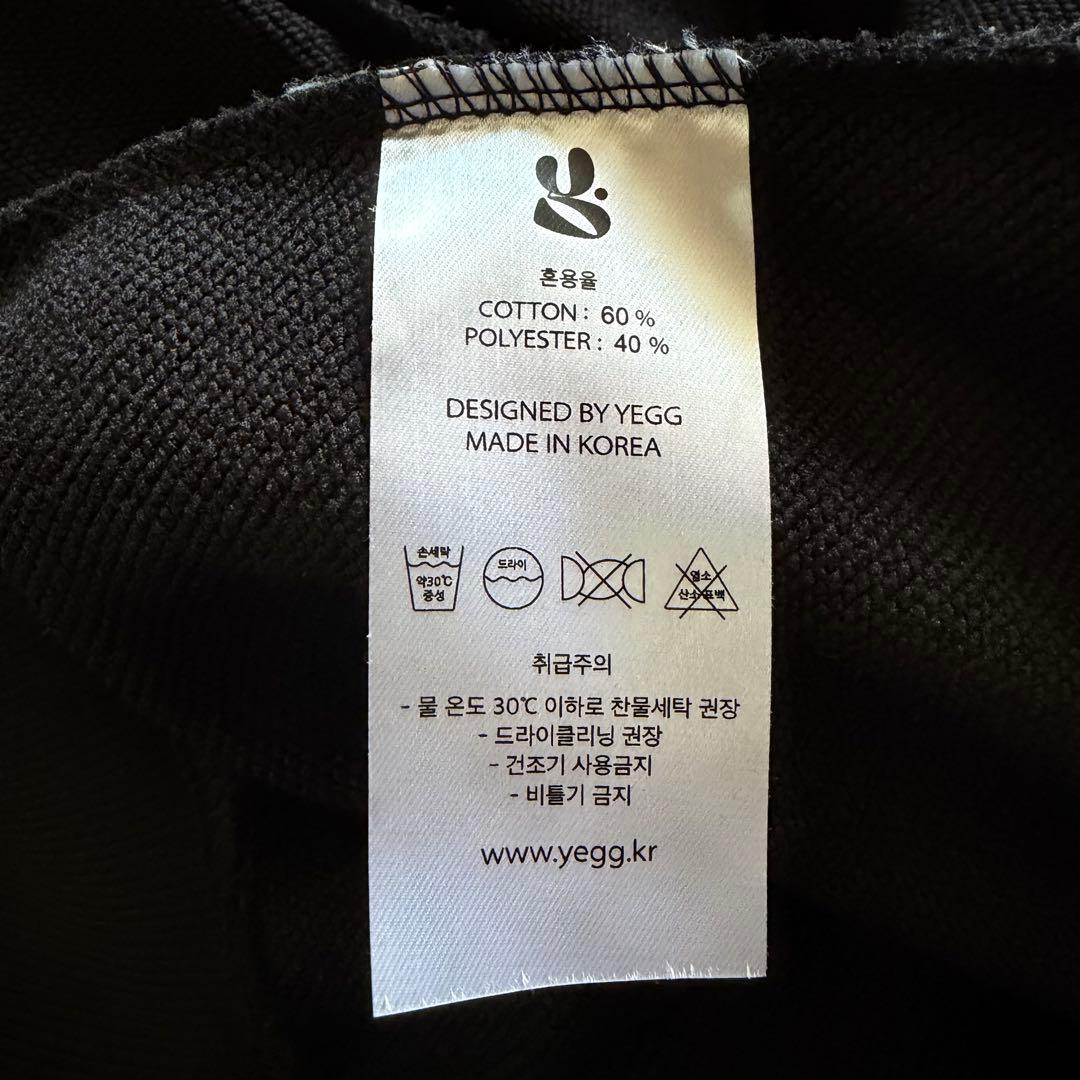 혼용율
COTTON : 60 %
POLYESTER : 40 %
DESIGNED BY YEGG
MADE IN KOREA
손세탁
약30℃
중성
드라이
염소
산소 표백
취급주의
- 물 온도 30℃ 이하로 찬물세탁 권장
- 드라이클리닝 권장
- 건조기 사용금지
- 비틀기 금지
www.yegg.kr